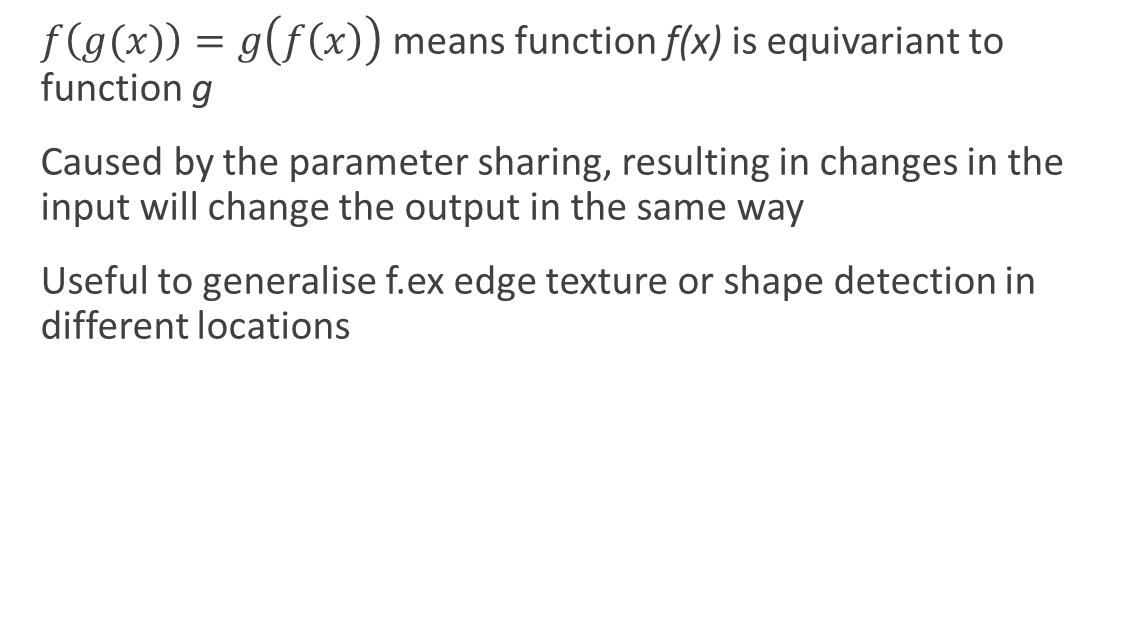 f(g(x)) = g(f(x)) means function f(x) is equivariant to
function g
Caused by the parameter sharing, resulting in changes in the
input will change the output in the same way
Useful to generalise f.ex edge texture or shape detection in
different locations